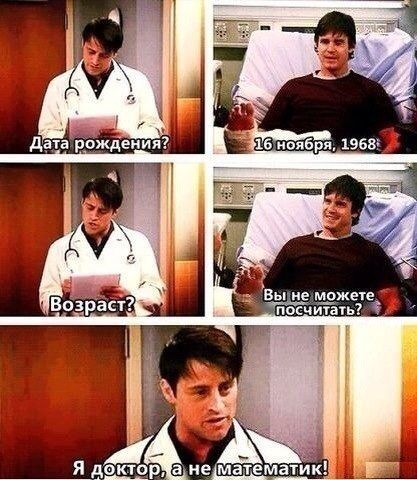 Дата рождения?
16 ноября, 1968
Возраст?
Вы не можете
посчитать?
Я доктор, а не математик!